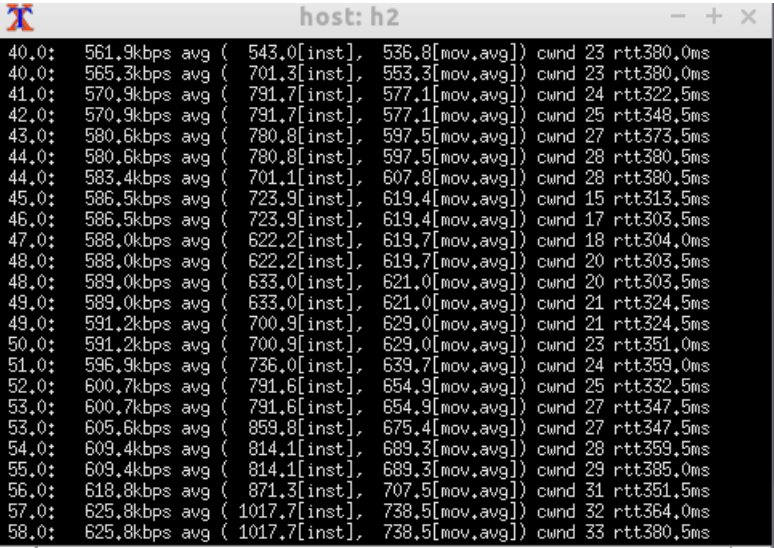 host: h2
40.0: 561.9kbps avg ( 543.0[inst], 536.8[mov.avg]) cwnd 23 rtt380.0ms
40.0: 565.3kbps avg ( 701.3[inst], 553.3[mov.avg]) cwnd 23 rtt380.0ms
41.0: 570.9kbps avg ( 791.7[inst], 577.1[mov.avg]) cwnd 24 rtt322.5ms
42.0: 570.9kbps avg ( 791.7[inst], 577.1[mov.avg]) cwnd 25 rtt348.5ms
43.0: 580.6kbps avg ( 780.8[inst], 597.5[mov.avg]) cwnd 27 rtt373.5ms
44.0: 580.6kbps avg ( 780.8[inst], 597.5[mov.avg]) cwnd 28 rtt380.5ms
44.0: 583.4kbps avg ( 701.1[inst], 607.8[mov.avg]) cwnd 28 rtt380.5ms
45.0: 586.5kbps avg ( 723.9[inst], 619.4[mov.avg]) cwnd 15 rtt313.5ms
46.0: 586.5kbps avg ( 723.9[inst], 619.4[mov.avg]) cwnd 17 rtt303.5ms
47.0: 588.0kbps avg ( 622.2[inst], 619.7[mov.avg]) cwnd 18 rtt304.0ms
48.0: 588.0kbps avg ( 622.2[inst], 619.7[mov.avg]) cwnd 20 rtt303.5ms
48.0: 589.0kbps avg ( 633.0[inst], 621.0[mov.avg]) cwnd 20 rtt303.5ms
49.0: 589.0kbps avg ( 633.0[inst], 621.0[mov.avg]) cwnd 21 rtt324.5ms
49.0: 591.2kbps avg ( 700.9[inst], 629.0[mov.avg]) cwnd 21 rtt324.5ms
50.0: 591.2kbps avg ( 700.9[inst], 629.0[mov.avg]) cwnd 23 rtt351.0ms
51.0: 596.9kbps avg ( 736.0[inst], 639.7[mov.avg]) cwnd 24 rtt359.0ms
52.0: 600.7kbps avg ( 791.6[inst], 654.9[mov.avg]) cwnd 25 rtt332.5ms
53.0: 600.7kbps avg ( 791.6[inst], 654.9[mov.avg]) cwnd 27 rtt347.5ms
53.0: 605.6kbps avg ( 859.8[inst], 675.4[mov.avg]) cwnd 27 rtt347.5ms
54.0: 609.4kbps avg ( 814.1[inst], 689.3[mov.avg]) cwnd 28 rtt359.5ms
55.0: 609.4kbps avg ( 814.1[inst], 689.3[mov.avg]) cwnd 29 rtt385.0ms
56.0: 618.8kbps avg ( 871.3[inst], 707.5[mov.avg]) cwnd 31 rtt351.5ms
57.0: 625.8kbps avg ( 1017.7[inst], 738.5[mov.avg]) cwnd 32 rtt364.0ms
58.0: 625.8kbps avg ( 1017.7[inst], 738.5[mov.avg]) cwnd 33 rtt380.5ms